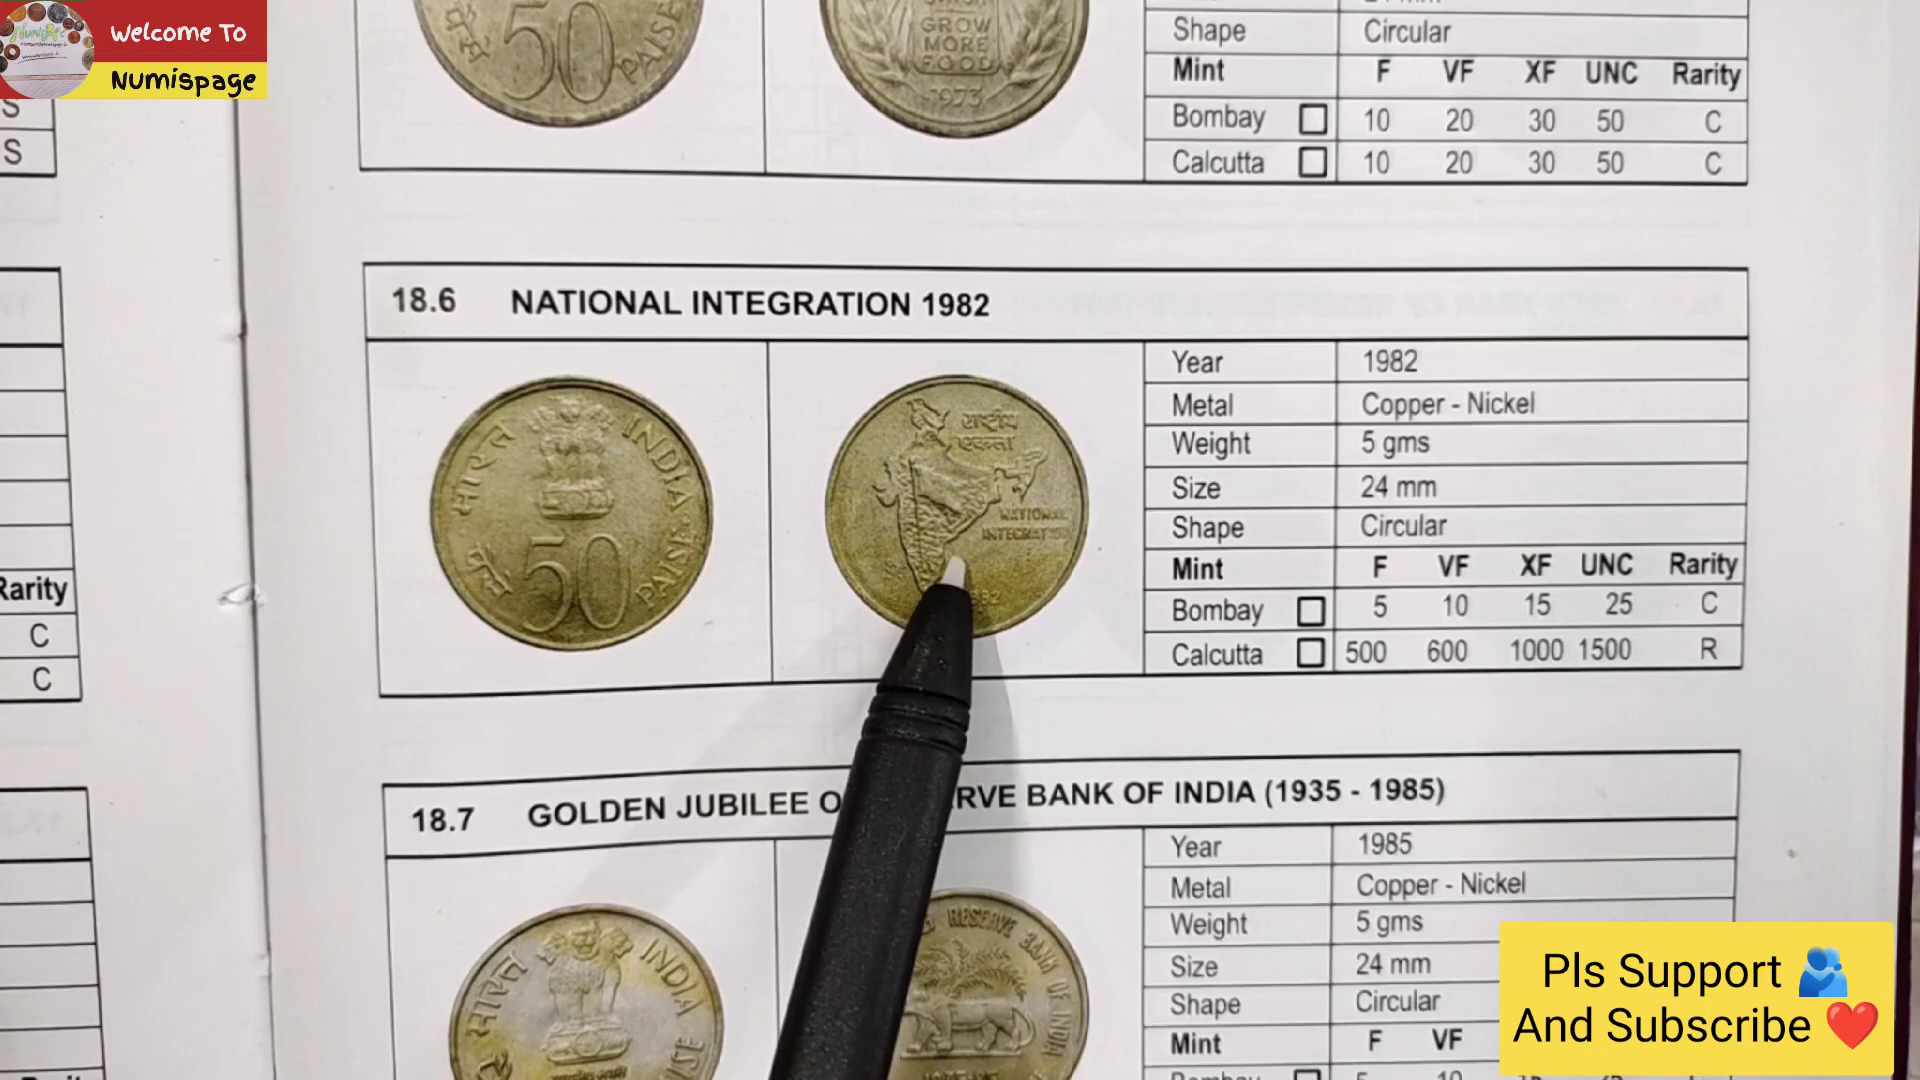 Welcome To
Numispage
S
S
Rarity
C
C
50
PAISE
GROW
MORE
FOOD
1973
Shape Circular
Mint F VF XF UNC Rarity
Bombay 10 20 30 50 C
Calcutta 10 20 30 50 C
18.6 NATIONAL INTEGRATION 1982
भारत INDIA
50
PAISE
राष्ट्रीय
एकता
NATIONAL
Year 1982
Metal Copper - Nickel
Weight 5 gms
Size 24 mm
Shape Circular
Mint F VF XF UNC Rarity
Bombay 5 10 15 25 C
Calcutta 500 600 1000 1500 R
18.7 GOLDEN JUBILEE BANK OF INDIA (1935 - 1985)
भारत INDIA
RESERVE BANK OF INDIA
Year 1985
Metal Copper - Nickel
Weight 5 gms
Size 24 mm
Shape Circular
Mint F VF
Pls Support 🫂
And Subscribe ❤️